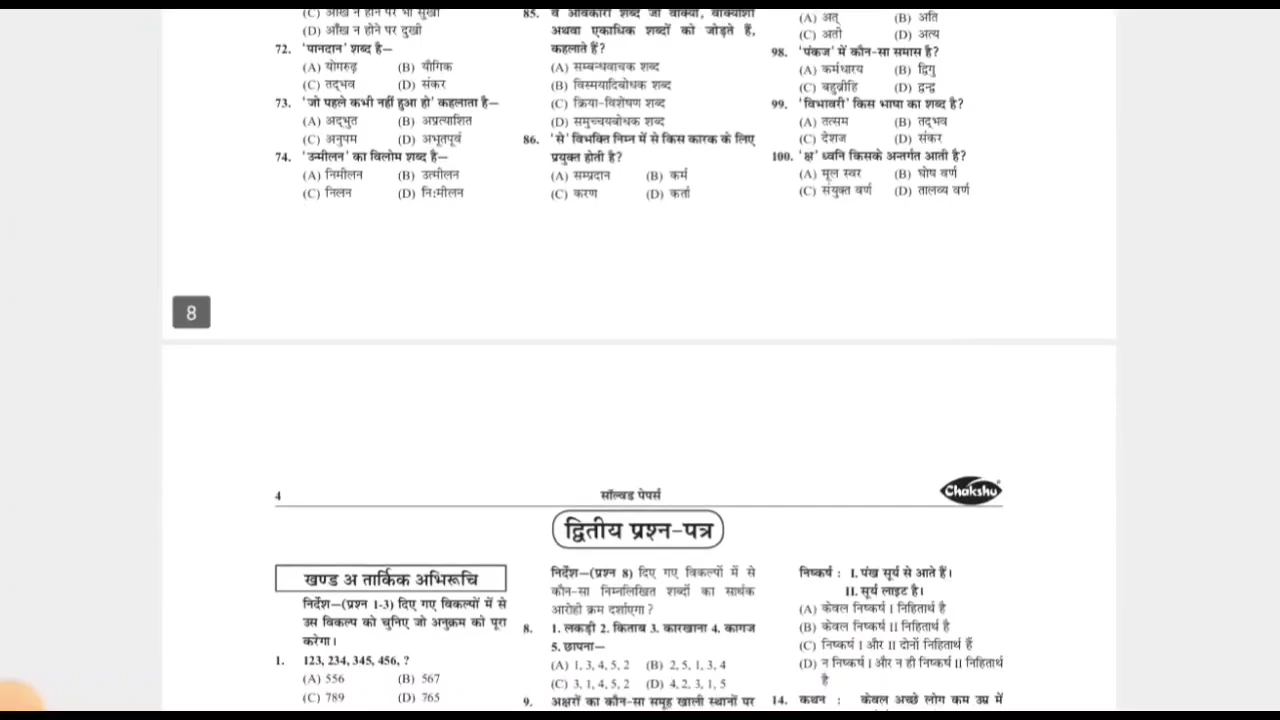 (C) आँख न होने पर भी सुखी
(D) आँख न होने पर दुखी
72. 'पानदान' शब्द है—
(A) योगरुढ़ (B) यौगिक
(C) तद्भव (D) संकर
73. 'जो पहले कभी नहीं हुआ हो' कहलाता है—
(A) अद्भुत (B) अप्रत्याशित
(C) अनुपम (D) अभूतपूर्व
74. 'उन्मीलन' का विलोम शब्द है—
(A) निमीलन (B) उत्मीलन
(C) निलन (D) नि:मीलन
85. वे अविकारी शब्द जो वाक्यों, वाक्यांशों
अथवा एकाधिक शब्दों को जोड़ते हैं,
कहलाते हैं?
(A) सम्बन्धवाचक शब्द
(B) विस्मयादिबोधक शब्द
(C) क्रिया-विशेषण शब्द
(D) समुच्चयबोधक शब्द
86. 'से' विभक्ति निम्न में से किस कारक के लिए
प्रयुक्त होती है?
(A) सम्प्रदान (B) कर्म
(C) करण (D) कर्ता
(A) अत् (B) अति
(C) अतो (D) अत्य
98. 'पंकज' में कौन-सा समास है?
(A) कर्मधारय (B) द्विगु
(C) बहुव्रीहि (D) द्वन्द्व
99. 'विभावरी' किस भाषा का शब्द है?
(A) तत्सम (B) तद्भव
(C) देशज (D) संकर
100. 'क्ष' ध्वनि किसके अन्तर्गत आती है?
(A) मूल स्वर (B) घोष वर्ण
(C) संयुक्त वर्ण (D) तालव्य वर्ण
8
4 सॉल्वड पेपर्स Chakshu
द्वितीय प्रश्न-पत्र
खण्ड अ तार्किक अभिरूचि
निर्देश—(प्रश्न 1-3) दिए गए विकल्पों में से
उस विकल्प को चुनिए जो अनुक्रम को पूरा
करेगा।
1. 123, 234, 345, 456, ?
(A) 556 (B) 567
(C) 789 (D) 765
निर्देश—(प्रश्न 8) दिए गए विकल्पों में से
कौन-सा निम्नलिखित शब्दों का सार्थक
आरोही क्रम दर्शाएगा ?
8. 1. लकड़ी 2. किताब 3. कारखाना 4. कागज
5. छापना—
(A) 1, 3, 4, 5, 2 (B) 2, 5, 1, 3, 4
(C) 3, 1, 4, 5, 2 (D) 4, 2, 3, 1, 5
9. अक्षरों का कौन-सा समूह खाली स्थानों पर
निष्कर्ष : I. पंख सूर्य से आते हैं।
II. सूर्य लाइट है।
(A) केवल निष्कर्ष I निहितार्थ है
(B) केवल निष्कर्ष II निहितार्थ है
(C) निष्कर्ष I और II दोनों निहितार्थ हैं
(D) न निष्कर्ष I और न ही निष्कर्ष II निहितार्थ
है
14. कथन : केवल अच्छे लोग कम उम्र में